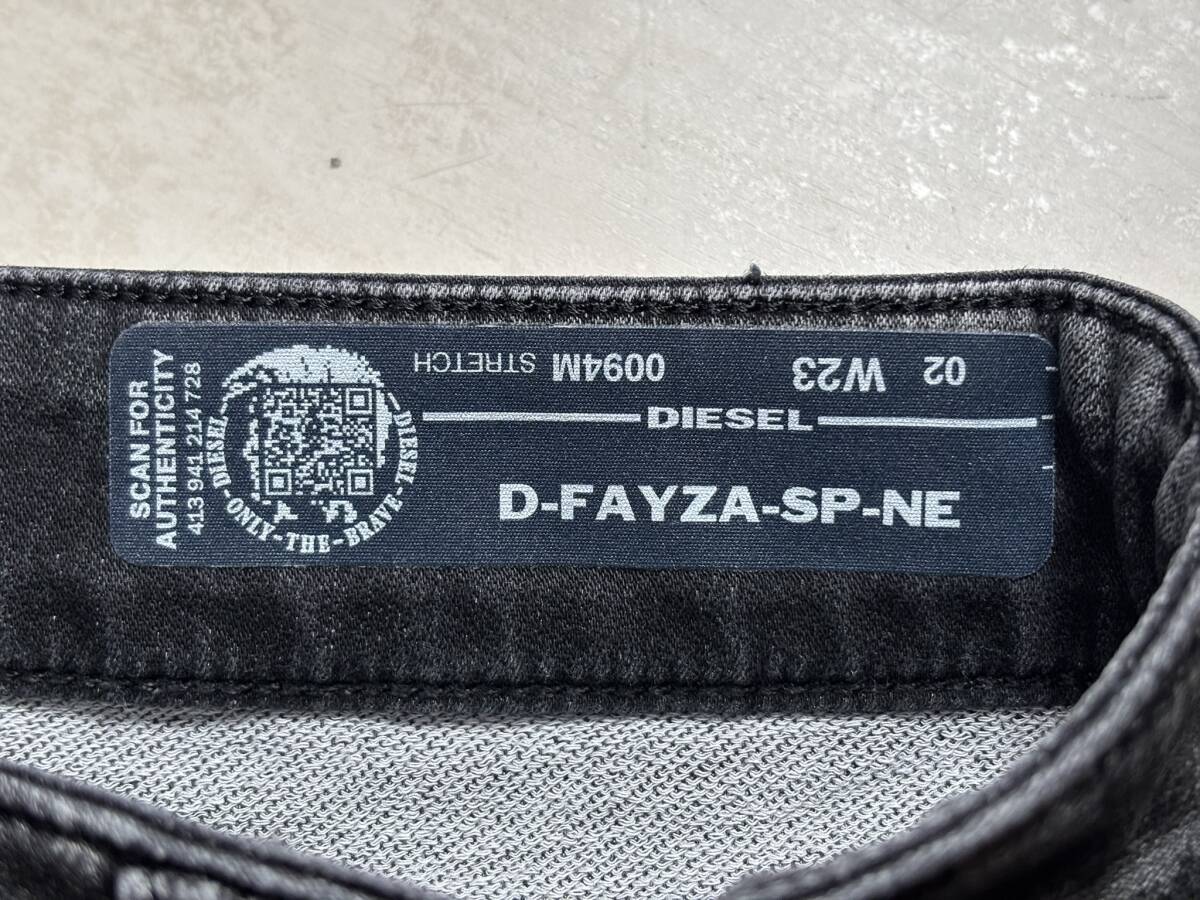 SCAN FOR
AUTHENTICITY
413 941 214 728
DIESEL-ONLY-THE-BRAVE-DIESEL
02 W23 0094M STRETCH
DIESEL
D-FAYZA-SP-NE